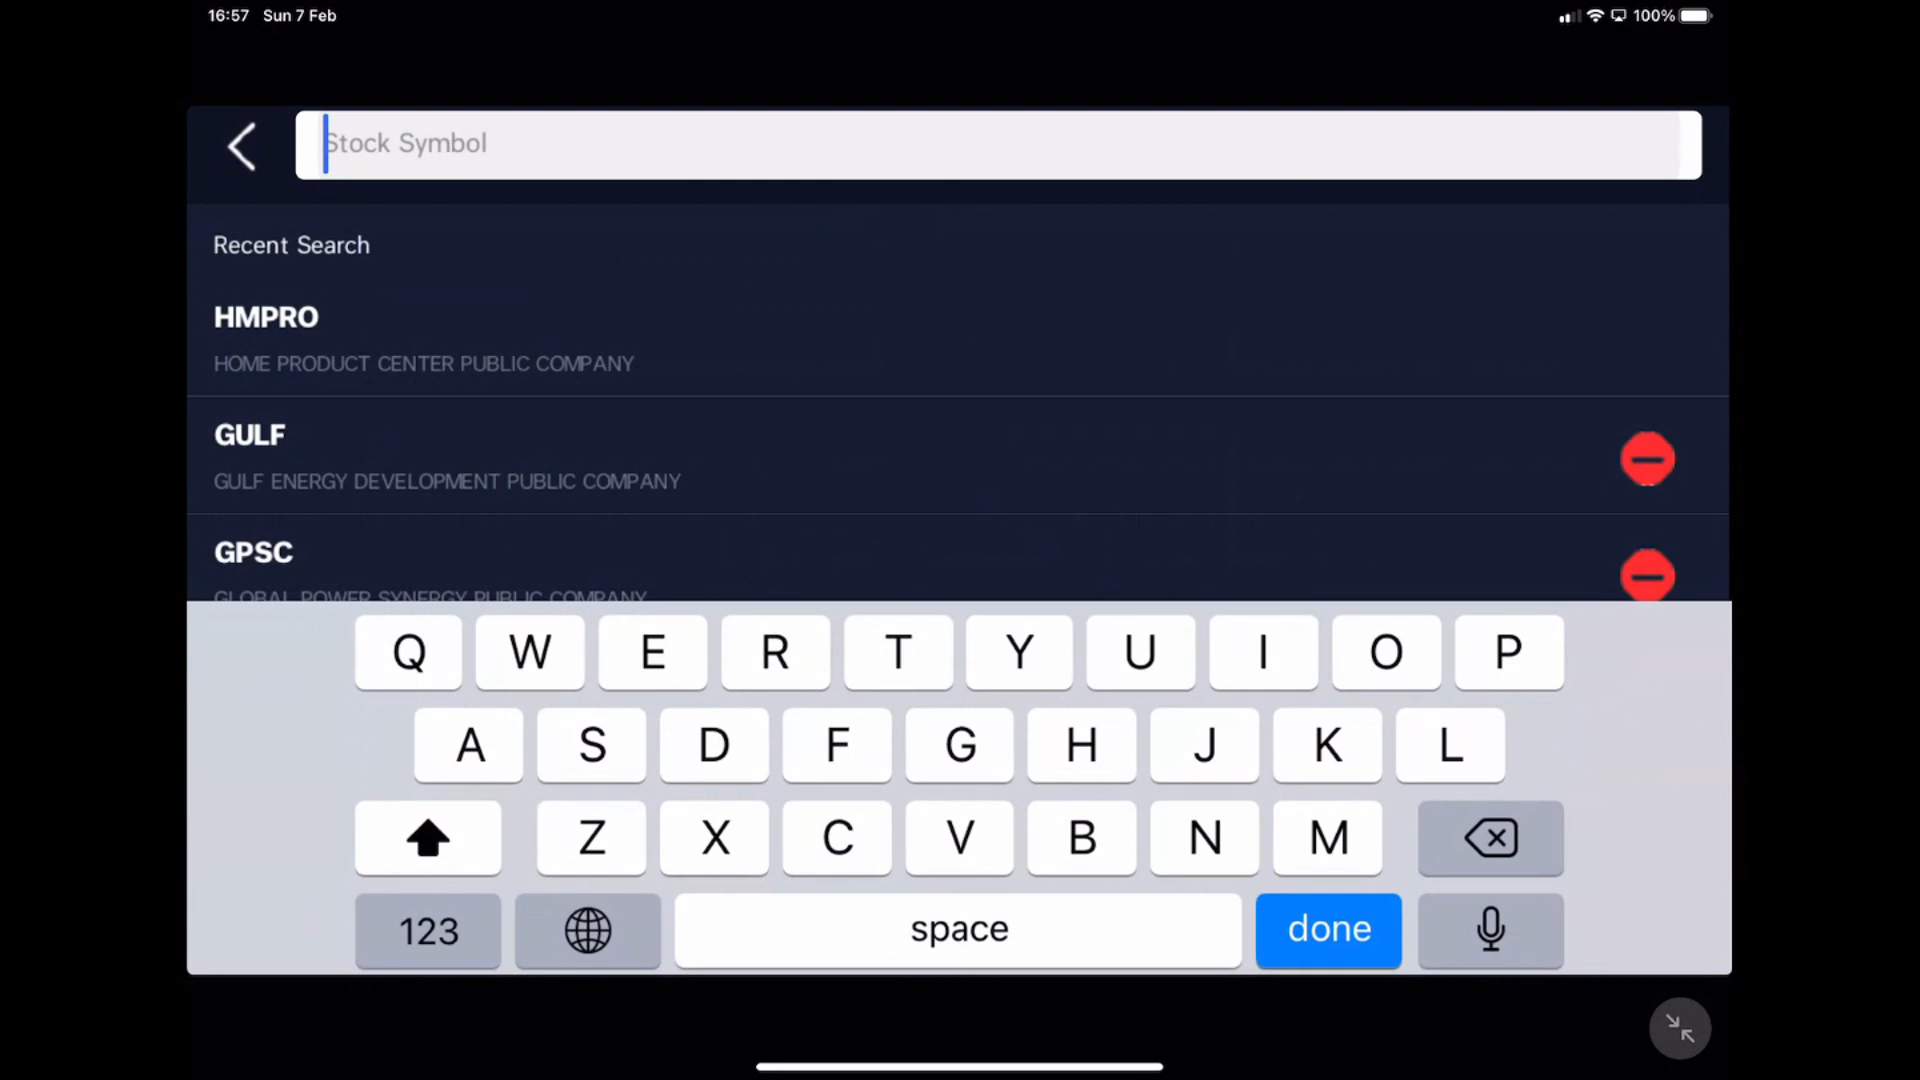 16:57 Sun 7 Feb
100%
Stock Symbol
Recent Search
HMPRO
HOME PRODUCT CENTER PUBLIC COMPANY
GULF
GULF ENERGY DEVELOPMENT PUBLIC COMPANY
GPSC
GLOBAL POWER SYNERGY PUBLIC COMPANY
Q W E R T Y U I O P
A S D F G H J K L
Z X C V B N M
123 space done